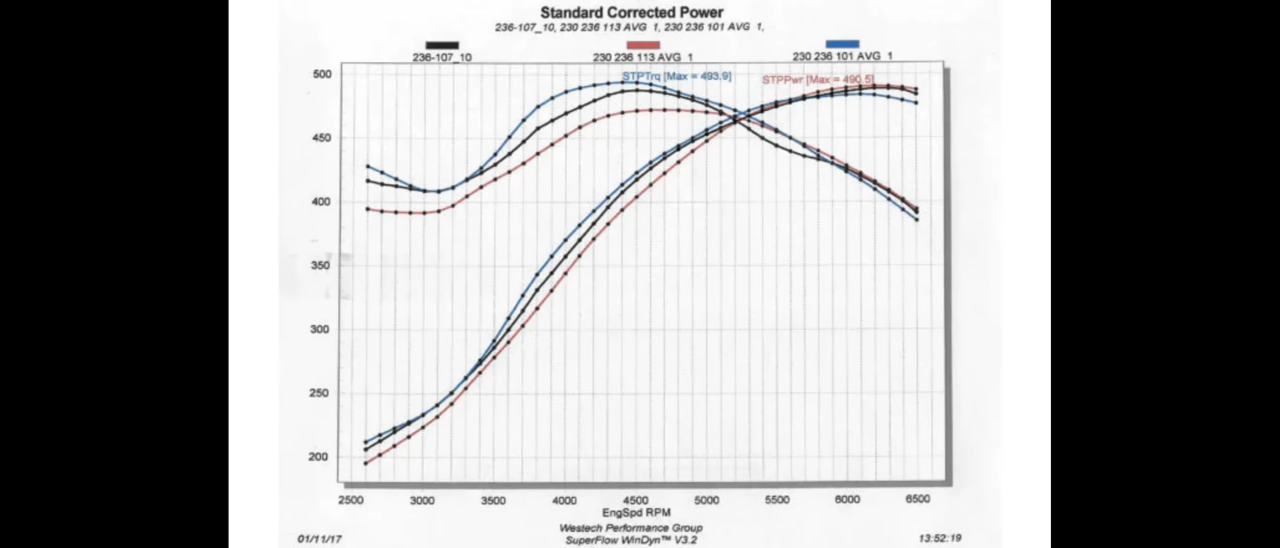 Standard Corrected Power
236-107_10, 230 236 113 AVG 1, 230 236 101 AVG 1,
236-107_10
230 236 113 AVG 1
230 236 101 AVG 1
STPTrq [Max = 493.9]
STPPwr [Max = 490.5]
500
450
400
350
300
250
200
2500 3000 3500 4000 4500 5000 5500 6000 6500
EngSpd RPM
Westech Performance Group
01/11/17 SuperFlow WinDyn™ V3.2 13:52:19